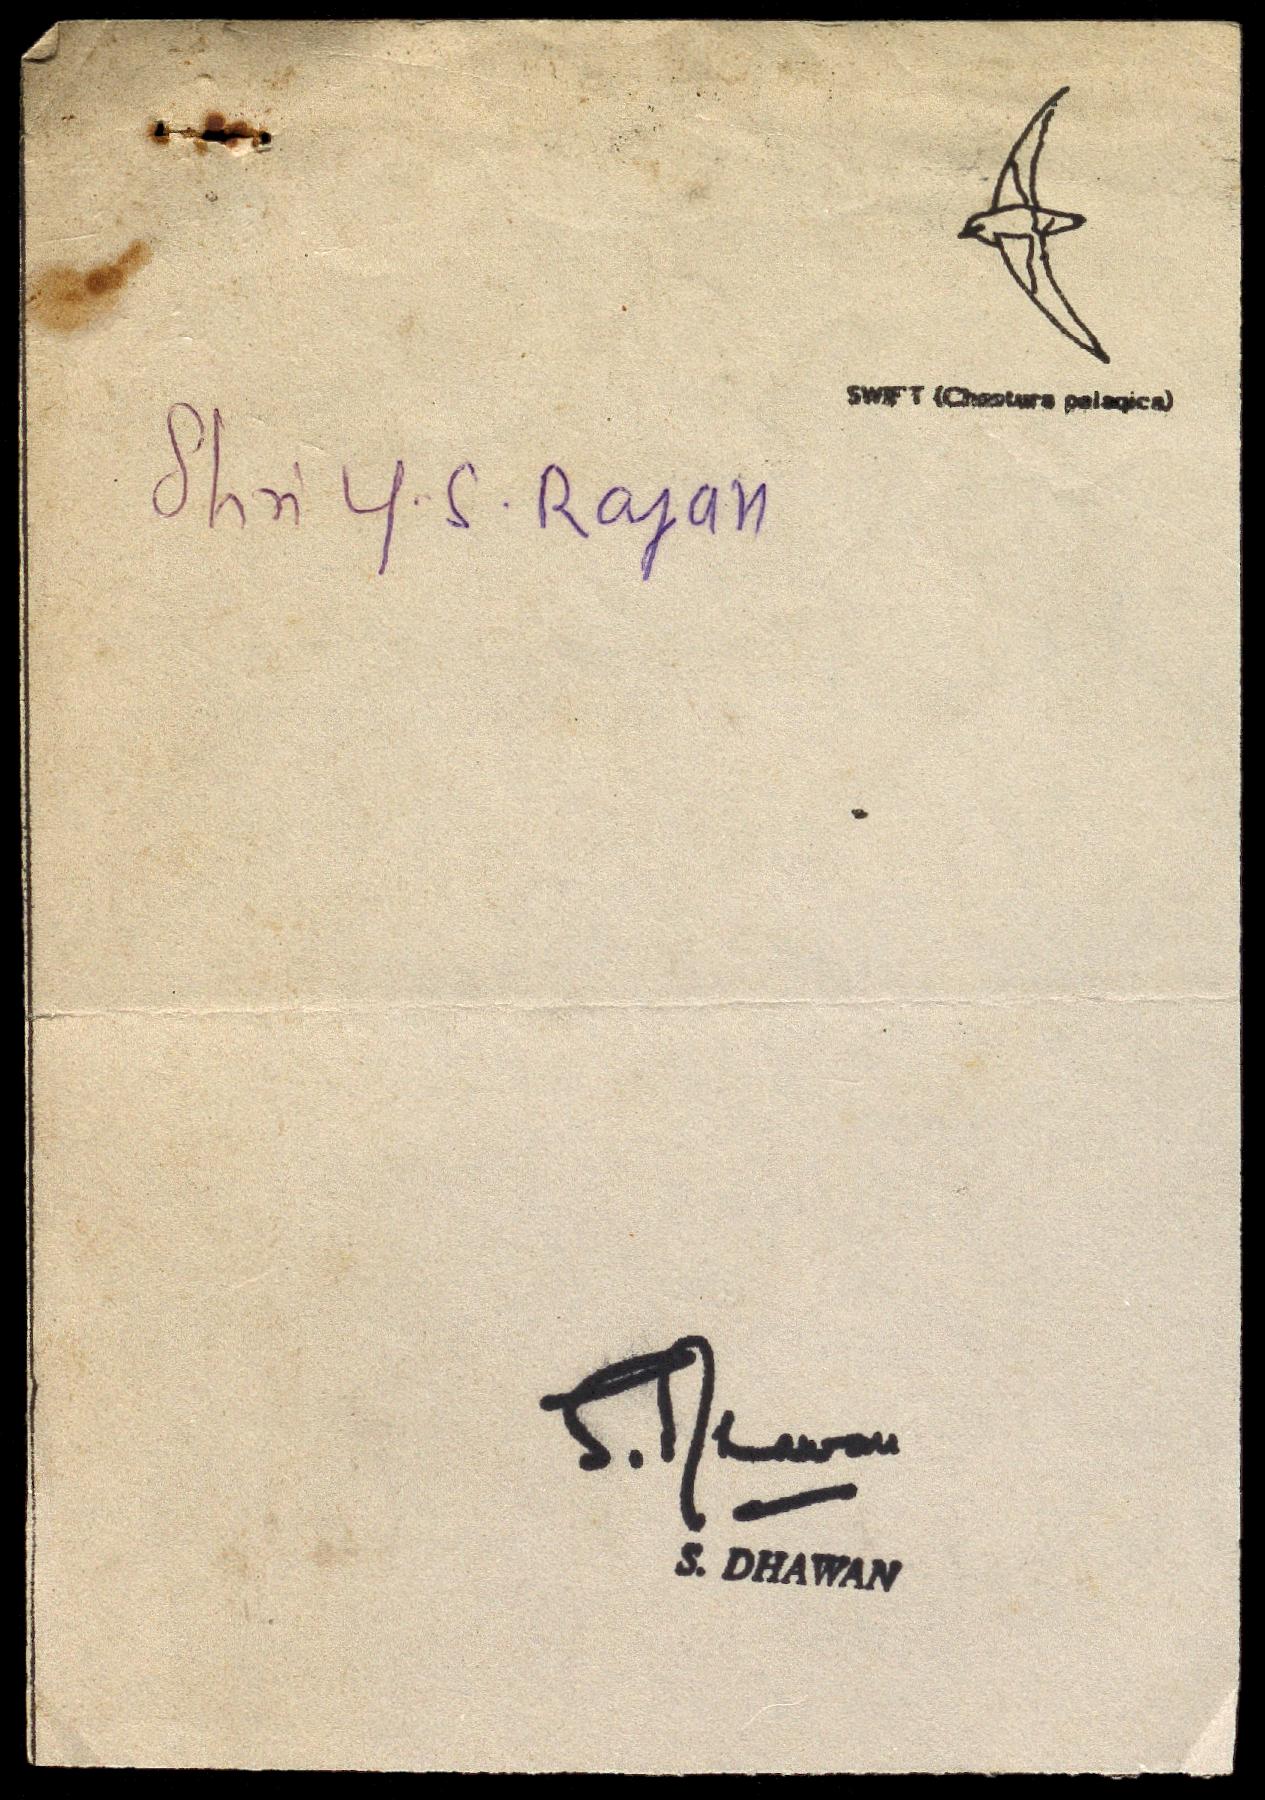 SWIFT (Chaetura pelagica)
Shri Y. S. Rajan
S. Dhawan
S. DHAWAN